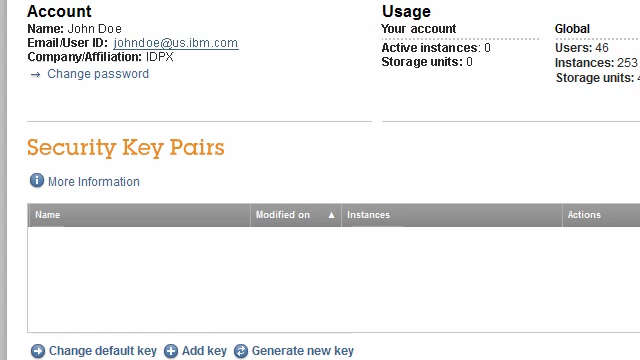 Account
Name: John Doe
Email/User ID: johndoe@us.ibm.com
Company/Affiliation: IDPX
→ Change password
Usage
Your account
Active instances: 0
Storage units: 0
Global
Users: 46
Instances: 253
Storage units:
Security Key Pairs
More Information
Name Modified on ▲ Instances Actions
Change default key Add key Generate new key